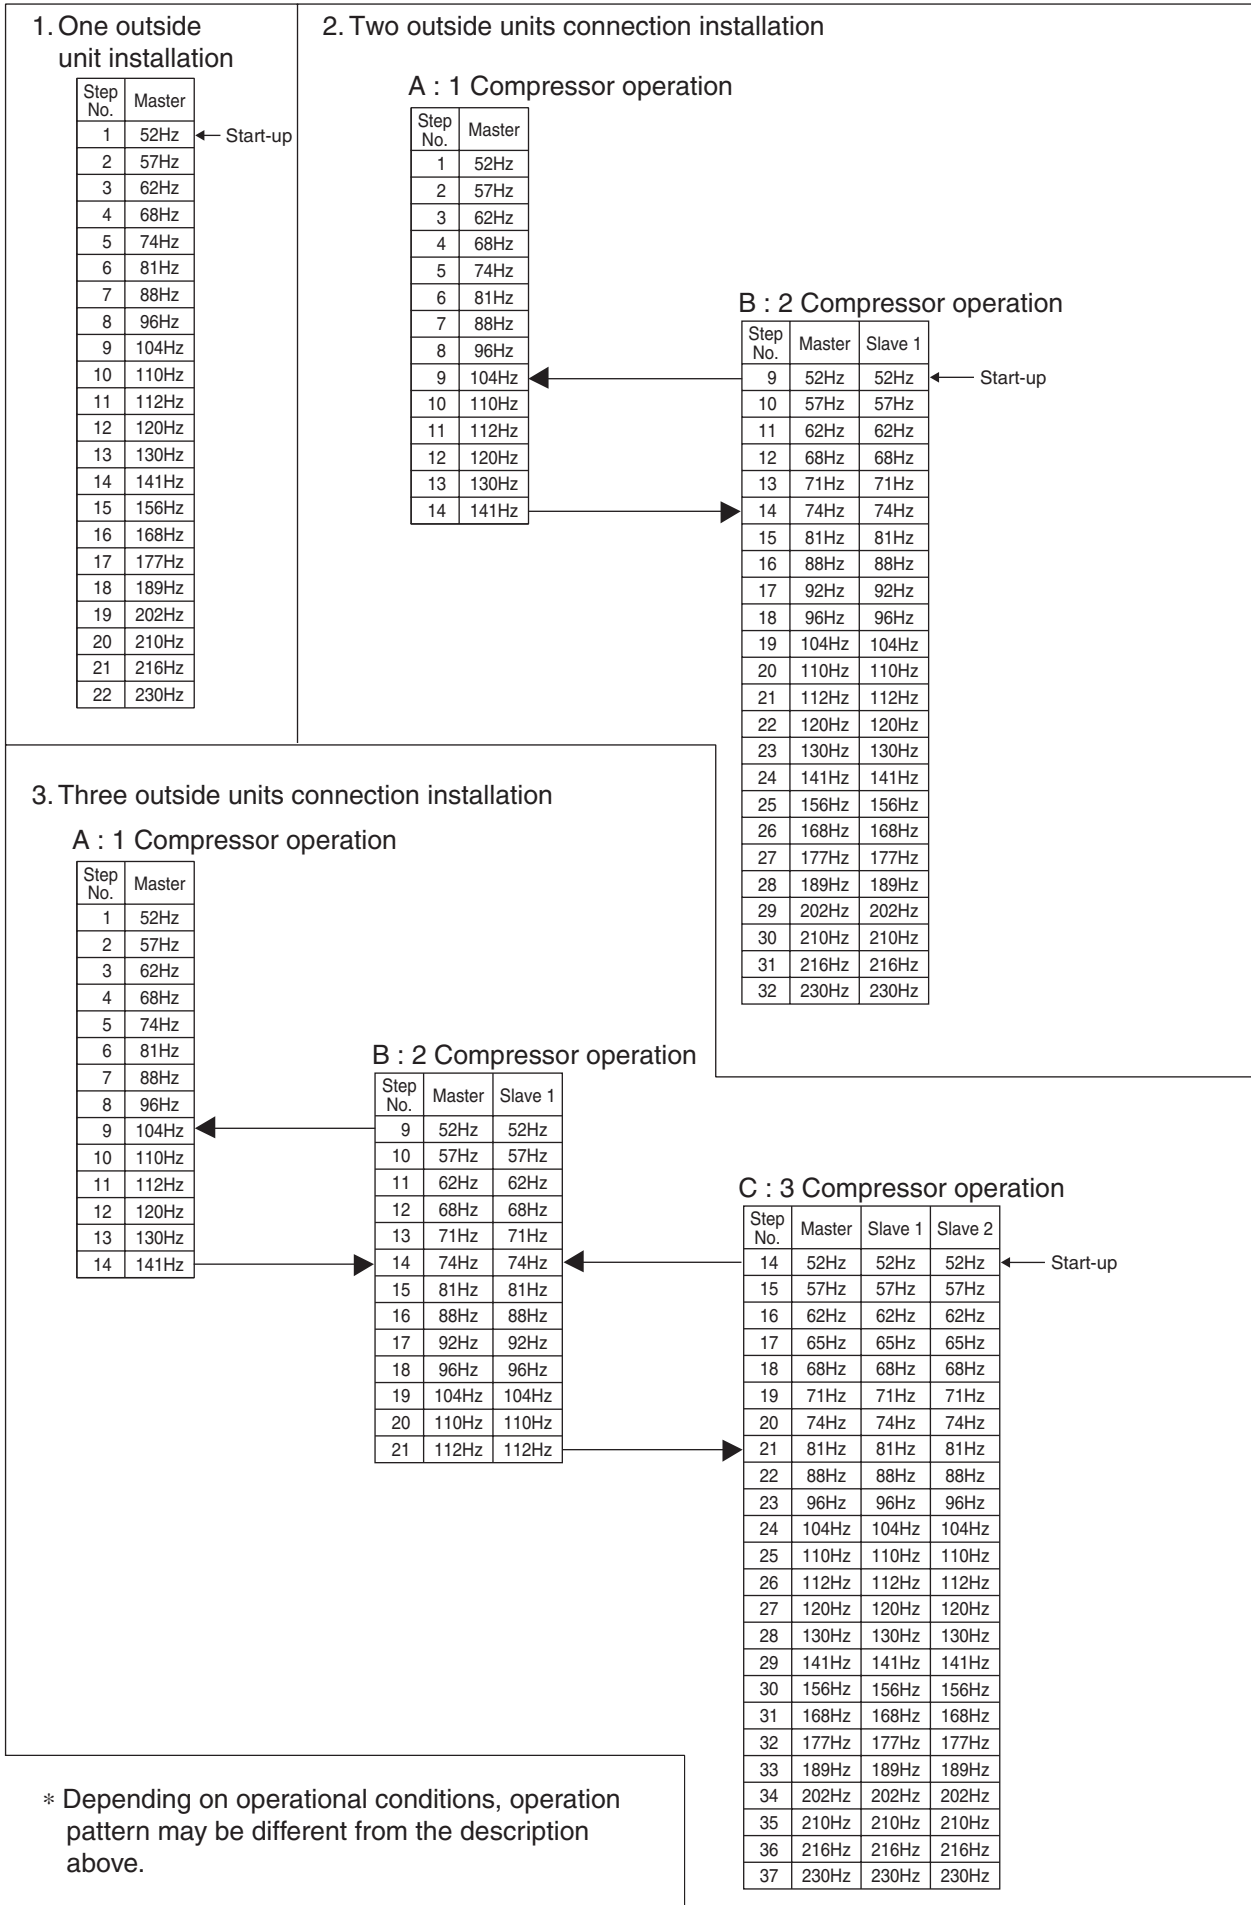 1. One outside
unit installation
Step No. Master
1 52Hz Start-up
2 57Hz
3 62Hz
4 68Hz
5 74Hz
6 81Hz
7 88Hz
8 96Hz
9 104Hz
10 110Hz
11 112Hz
12 120Hz
13 130Hz
14 141Hz
15 156Hz
16 168Hz
17 177Hz
18 189Hz
19 202Hz
20 210Hz
21 216Hz
22 230Hz
2. Two outside units connection installation
A : 1 Compressor operation
Step No. Master
1 52Hz
2 57Hz
3 62Hz
4 68Hz
5 74Hz
6 81Hz
7 88Hz
8 96Hz
9 104Hz
10 110Hz
11 112Hz
12 120Hz
13 130Hz
14 141Hz
B : 2 Compressor operation
Step No. Master Slave 1
9 52Hz 52Hz Start-up
10 57Hz 57Hz
11 62Hz 62Hz
12 68Hz 68Hz
13 71Hz 71Hz
14 74Hz 74Hz
15 81Hz 81Hz
16 88Hz 88Hz
17 92Hz 92Hz
18 96Hz 96Hz
19 104Hz 104Hz
20 110Hz 110Hz
21 112Hz 112Hz
22 120Hz 120Hz
23 130Hz 130Hz
24 141Hz 141Hz
25 156Hz 156Hz
26 168Hz 168Hz
27 177Hz 177Hz
28 189Hz 189Hz
29 202Hz 202Hz
30 210Hz 210Hz
31 216Hz 216Hz
32 230Hz 230Hz
3. Three outside units connection installation
A : 1 Compressor operation
Step No. Master
1 52Hz
2 57Hz
3 62Hz
4 68Hz
5 74Hz
6 81Hz
7 88Hz
8 96Hz
9 104Hz
10 110Hz
11 112Hz
12 120Hz
13 130Hz
14 141Hz
B : 2 Compressor operation
Step No. Master Slave 1
9 52Hz 52Hz
10 57Hz 57Hz
11 62Hz 62Hz
12 68Hz 68Hz
13 71Hz 71Hz
14 74Hz 74Hz
15 81Hz 81Hz
16 88Hz 88Hz
17 92Hz 92Hz
18 96Hz 96Hz
19 104Hz 104Hz
20 110Hz 110Hz
21 112Hz 112Hz
C : 3 Compressor operation
Step No. Master Slave 1 Slave 2
14 52Hz 52Hz 52Hz Start-up
15 57Hz 57Hz 57Hz
16 62Hz 62Hz 62Hz
17 65Hz 65Hz 65Hz
18 68Hz 68Hz 68Hz
19 71Hz 71Hz 71Hz
20 74Hz 74Hz 74Hz
21 81Hz 81Hz 81Hz
22 88Hz 88Hz 88Hz
23 96Hz 96Hz 96Hz
24 104Hz 104Hz 104Hz
25 110Hz 110Hz 110Hz
26 112Hz 112Hz 112Hz
27 120Hz 120Hz 120Hz
28 130Hz 130Hz 130Hz
29 141Hz 141Hz 141Hz
30 156Hz 156Hz 156Hz
31 168Hz 168Hz 168Hz
32 177Hz 177Hz 177Hz
33 189Hz 189Hz 189Hz
34 202Hz 202Hz 202Hz
35 210Hz 210Hz 210Hz
36 216Hz 216Hz 216Hz
37 230Hz 230Hz 230Hz
* Depending on operational conditions, operation
pattern may be different from the description
above.